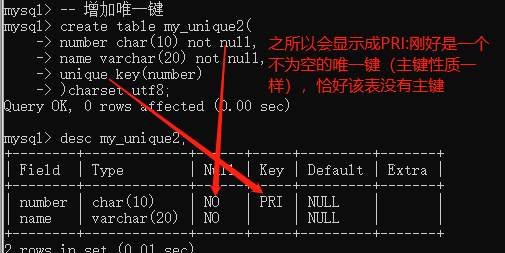 mysql> -- 增加唯一键
mysql> create table my_unique2(
-> number char(10) not null,
-> name varchar(20) not null,
-> unique key(number)
-> )charset utf8;
Query OK, 0 rows affected (0.00 sec)
之所以会显示成PRI:刚好是一个
不为空的唯一键（主键性质一
样），恰好该表没有主键
mysql> desc my_unique2;
+--------+-------------+------+-----+---------+-------+
| Field | Type | Null | Key | Default | Extra |
+--------+-------------+------+-----+---------+-------+
| number | char(10) | NO | PRI | NULL | |
| name | varchar(20) | NO | | NULL | |
+--------+-------------+------+-----+---------+-------+
2 rows in set (0.01 sec)